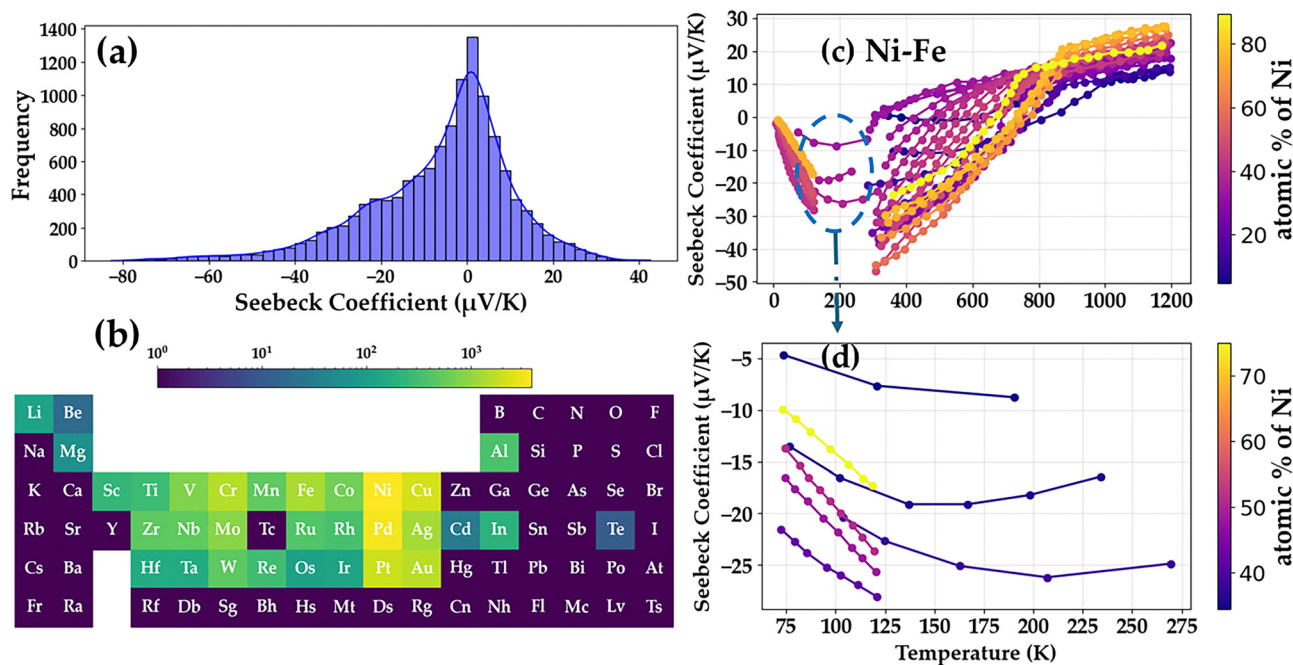 (a)
Frequency
1400
1200
1000
800
600
400
200
0
−80 −60 −40 −20 0 20 40
Seebeck Coefficient (µV/K)
(b)
10⁰ 10¹ 10² 10³
Li Be B C N O F
Na Mg Al Si P S Cl
K Ca Sc Ti V Cr Mn Fe Co Ni Cu Zn Ga Ge As Se Br
Rb Sr Y Zr Nb Mo Tc Ru Rh Pd Ag Cd In Sn Sb Te I
Cs Ba Hf Ta W Re Os Ir Pt Au Hg Tl Pb Bi Po At
Fr Ra Rf Db Sg Bh Hs Mt Ds Rg Cn Nh Fl Mc Lv Ts
(c) Ni-Fe
Seebeck Coefficient (µV/K)
30
20
10
0
−10
−20
−30
−40
−50
0 200 400 600 800 1000 1200
80
60
40
20
atomic % of Ni
(d)
Seebeck Coefficient (µV/K)
−5
−10
−15
−20
−25
75 100 125 150 175 200 225 250 275
Temperature (K)
70
60
50
40
atomic % of Ni